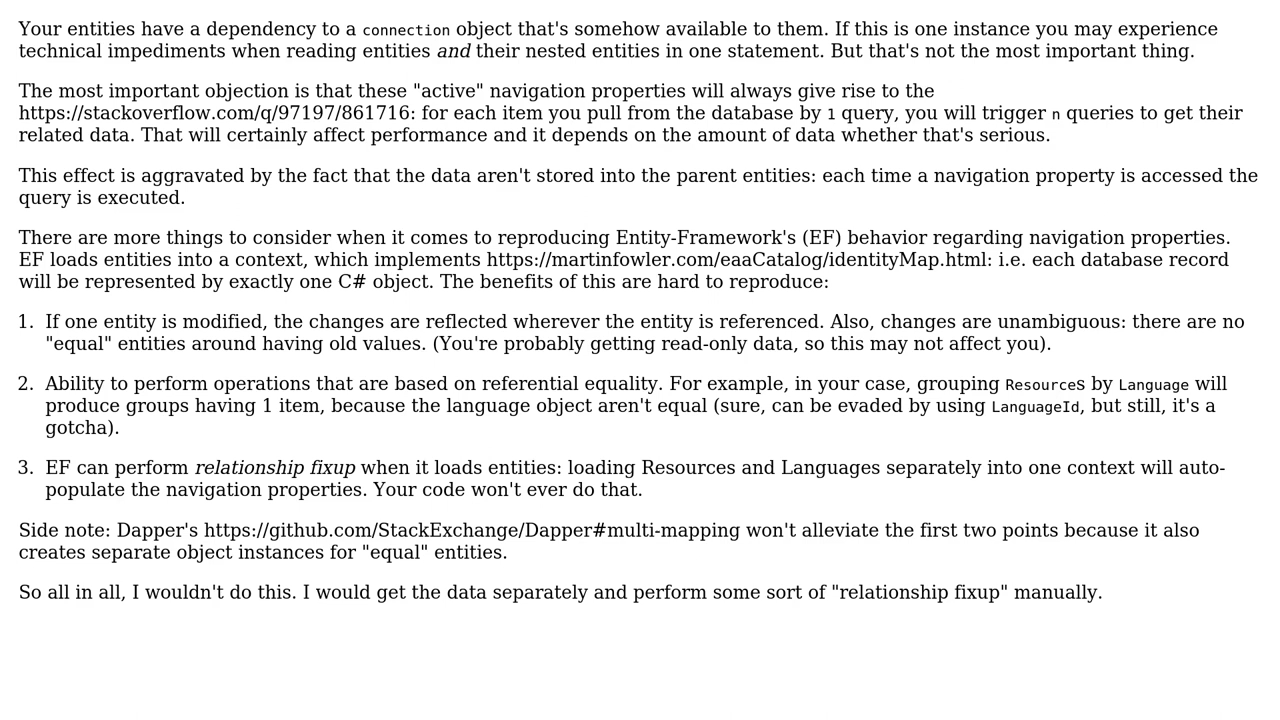 Your entities have a dependency to a connection object that's somehow available to them. If this is one instance you may experience
technical impediments when reading entities and their nested entities in one statement. But that's not the most important thing.
The most important objection is that these "active" navigation properties will always give rise to the
https://stackoverflow.com/q/97197/861716: for each item you pull from the database by 1 query, you will trigger n queries to get their
related data. That will certainly affect performance and it depends on the amount of data whether that's serious.
This effect is aggravated by the fact that the data aren't stored into the parent entities: each time a navigation property is accessed the
query is executed.
There are more things to consider when it comes to reproducing Entity-Framework's (EF) behavior regarding navigation properties.
EF loads entities into a context, which implements https://martinfowler.com/eaaCatalog/identityMap.html: i.e. each database record
will be represented by exactly one C# object. The benefits of this are hard to reproduce:
1. If one entity is modified, the changes are reflected wherever the entity is referenced. Also, changes are unambiguous: there are no
"equal" entities around having old values. (You're probably getting read-only data, so this may not affect you).
2. Ability to perform operations that are based on referential equality. For example, in your case, grouping Resources by Language will
produce groups having 1 item, because the language object aren't equal (sure, can be evaded by using LanguageId, but still, it's a
gotcha).
3. EF can perform relationship fixup when it loads entities: loading Resources and Languages separately into one context will auto-
populate the navigation properties. Your code won't ever do that.
Side note: Dapper's https://github.com/StackExchange/Dapper#multi-mapping won't alleviate the first two points because it also
creates separate object instances for "equal" entities.
So all in all, I wouldn't do this. I would get the data separately and perform some sort of "relationship fixup" manually.